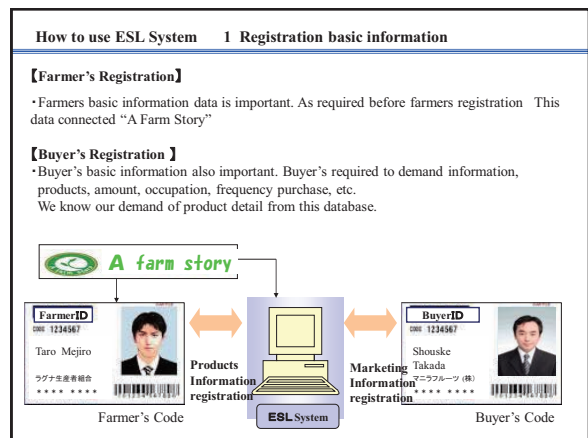 How to use ESL System 1 Registration basic information
【Farmer's Registration】
・Farmers basic information data is important. As required before farmers registration This
data connected "A Farm Story"
【Buyer's Registration 】
・Buyer's basic information also important. Buyer's required to demand information,
products, amount, occupation, frequency purchase, etc.
We know our demand of product detail from this database.
A farm story
FarmerID
CODE 1234567
Taro Mejiro
ラグナ生産者組合
**** ****
Farmer's Code
Products
Information
registration
ESL System
Marketing
Information
registration
BuyerID
CODE 1234567
Shouske
Takada
マニラフルーツ (株)
**** ****
Buyer's Code